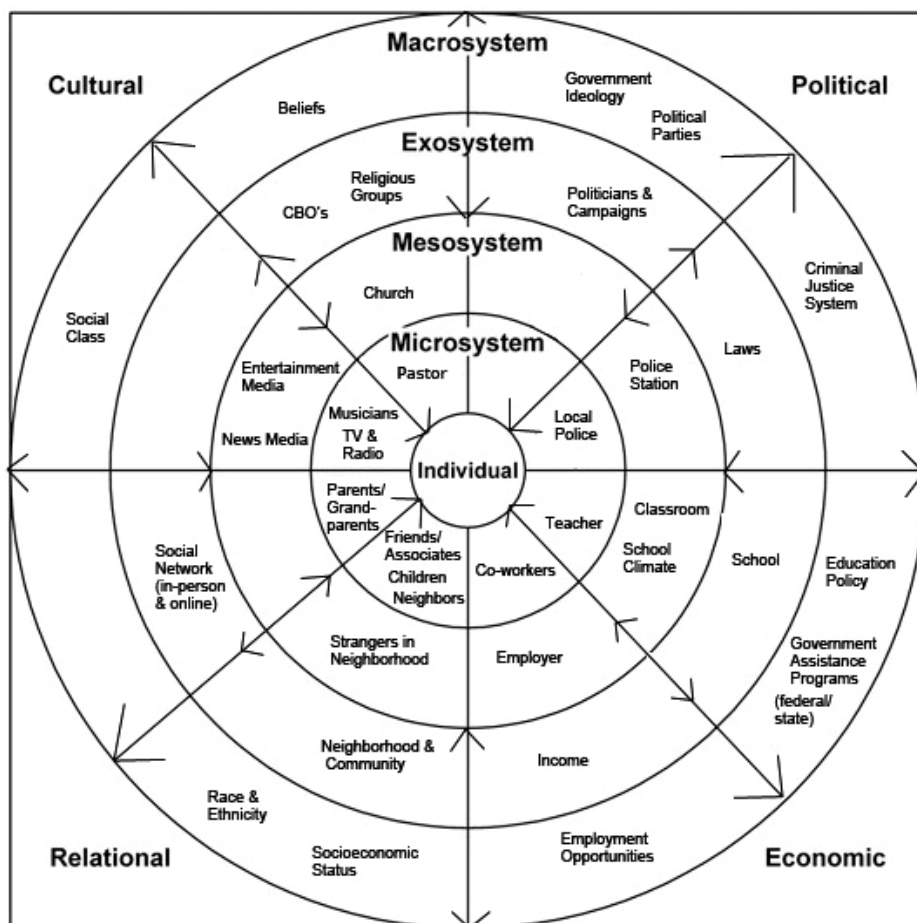 Macrosystem
Cultural
Political
Government
Ideology
Beliefs
Political
Parties
Exosystem
Religious
Groups
CBO's
Politicians &
Campaigns
Mesosystem
Criminal
Justice
System
Church
Social
Class
Laws
Microsystem
Entertainment
Media
Pastor
Police
Station
Musicians
Local
Police
News Media
TV &
Radio
Individual
Parents/
Grand-
parents
Classroom
Teacher
Friends/
Associates
School
Climate
Social
Network
(in-person
& online)
School
Education
Policy
Co-workers
Children
Neighbors
Strangers in
Neighborhood
Employer
Government
Assistance
Programs
(federal/
state)
Neighborhood &
Community
Income
Race &
Ethnicity
Employment
Opportunities
Relational
Socioeconomic
Status
Economic